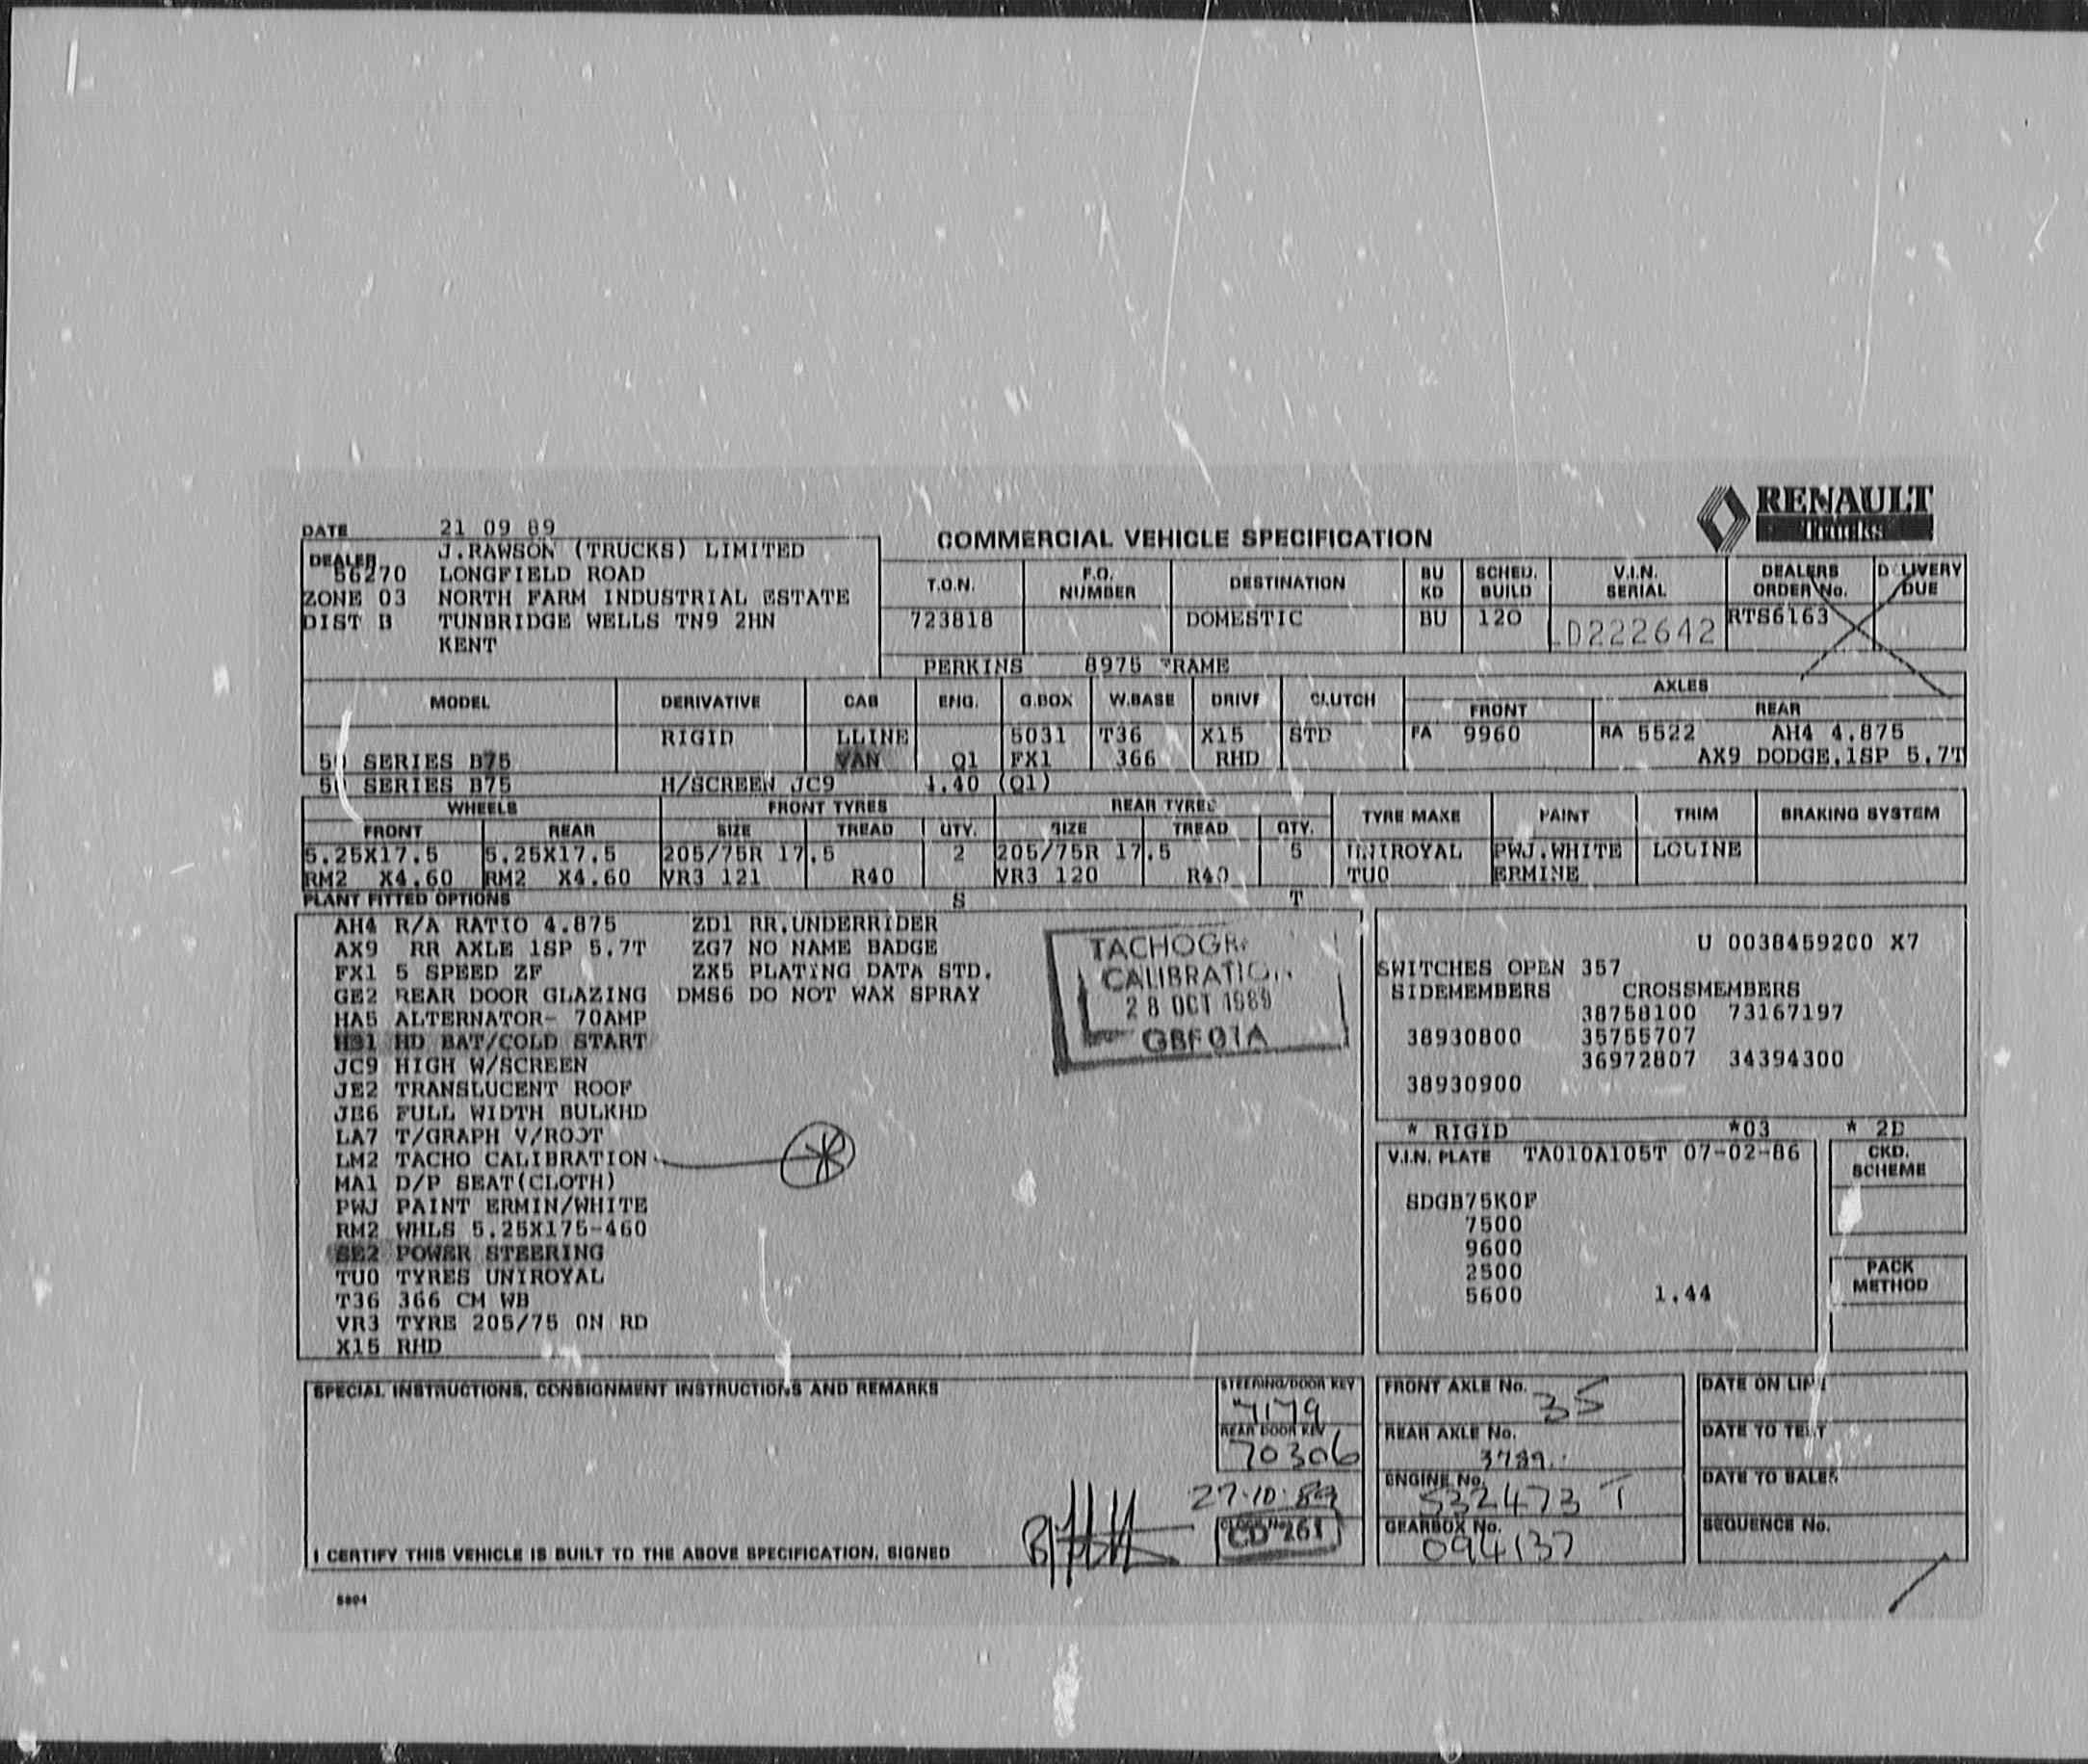 RENAULT
Trucks
DATE 21 09 89
COMMERCIAL VEHICLE SPECIFICATION
DEALER J.RAWSON (TRUCKS) LIMITED
56270 LONGFIELD ROAD
ZONE 03 NORTH FARM INDUSTRIAL ESTATE
DIST B TUNBRIDGE WELLS TN9 2HN
KENT
T.O.N. F.O. NUMBER DESTINATION BU KD SCHED. BUILD V.I.N. SERIAL DEALERS ORDER No. DELIVERY DUE
723818 DOMESTIC BU 120 D222642 RTS6163
PERKINS 8975 FRAME
MODEL DERIVATIVE CAB ENG. G.BOX W.BASE DRIVE CLUTCH AXLES
FRONT REAR
RIGID LLINE 5031 T36 X15 STD FA 9960 RA 5522 AH4 4.875
50 SERIES B75 VAN Q1 FX1 366 RHD AX9 DODGE,1SP 5.7T
50 SERIES B75 H/SCREEN JC9 4.40 (Q1)
WHEELS FRONT TYRES REAR TYRES TYRE MAKE PAINT TRIM BRAKING SYSTEM
FRONT REAR SIZE TREAD QTY. SIZE TREAD QTY.
5.25X17.5 5.25X17.5 205/75R 17.5 2 205/75R 17.5 5 UNIROYAL PWJ.WHITE LOLINE
RM2 X4.60 RM2 X4.60 VR3 121 R40 VR3 120 R40 TUO ERMINE
PLANT FITTED OPTIONS S T
AH4 R/A RATIO 4.875 ZD1 RR.UNDERRIDER
AX9 RR AXLE 1SP 5.7T ZG7 NO NAME BADGE
FX1 5 SPEED ZF ZX5 PLATING DATA STD.
GE2 REAR DOOR GLAZING DMS6 DO NOT WAX SPRAY
HA5 ALTERNATOR- 70AMP
HB1 HD BAT/COLD START
JC9 HIGH W/SCREEN
JE2 TRANSLUCENT ROOF
JE6 FULL WIDTH BULKHD
LA7 T/GRAPH V/ROOT
LM2 TACHO CALIBRATION
MA1 D/P SEAT(CLOTH)
PWJ PAINT ERMIN/WHITE
RM2 WHLS 5.25X175-460
SE2 POWER STEERING
TUO TYRES UNIROYAL
T36 366 CM WB
VR3 TYRE 205/75 ON RD
X15 RHD
TACHOGR
CALIBRATION
28 OCT 1989
GBF01A
U 0038459200 X7
SWITCHES OPEN 357
SIDEMEMBERS CROSSMEMBERS
38758100 73167197
38930800 35755707
36972807 34394300
38930900
* RIGID *03 * 2D
V.I.N. PLATE TA010A105T 07-02-86
SDGB75K0F
7500
9600
2500
5600 1.44
CKD. SCHEME
PACK METHOD
SPECIAL INSTRUCTIONS, CONSIGNMENT INSTRUCTIONS AND REMARKS
STEERING/DOOR KEY
7179
REAR DOOR KEY
70306
27.10.89
CD 261
FRONT AXLE No. 35
REAR AXLE No.
3789
ENGINE No.
532473 T
GEARBOX No.
094137
DATE ON LINE
DATE TO TEST
DATE TO SALES
SEQUENCE No.
I CERTIFY THIS VEHICLE IS BUILT TO THE ABOVE SPECIFICATION, SIGNED